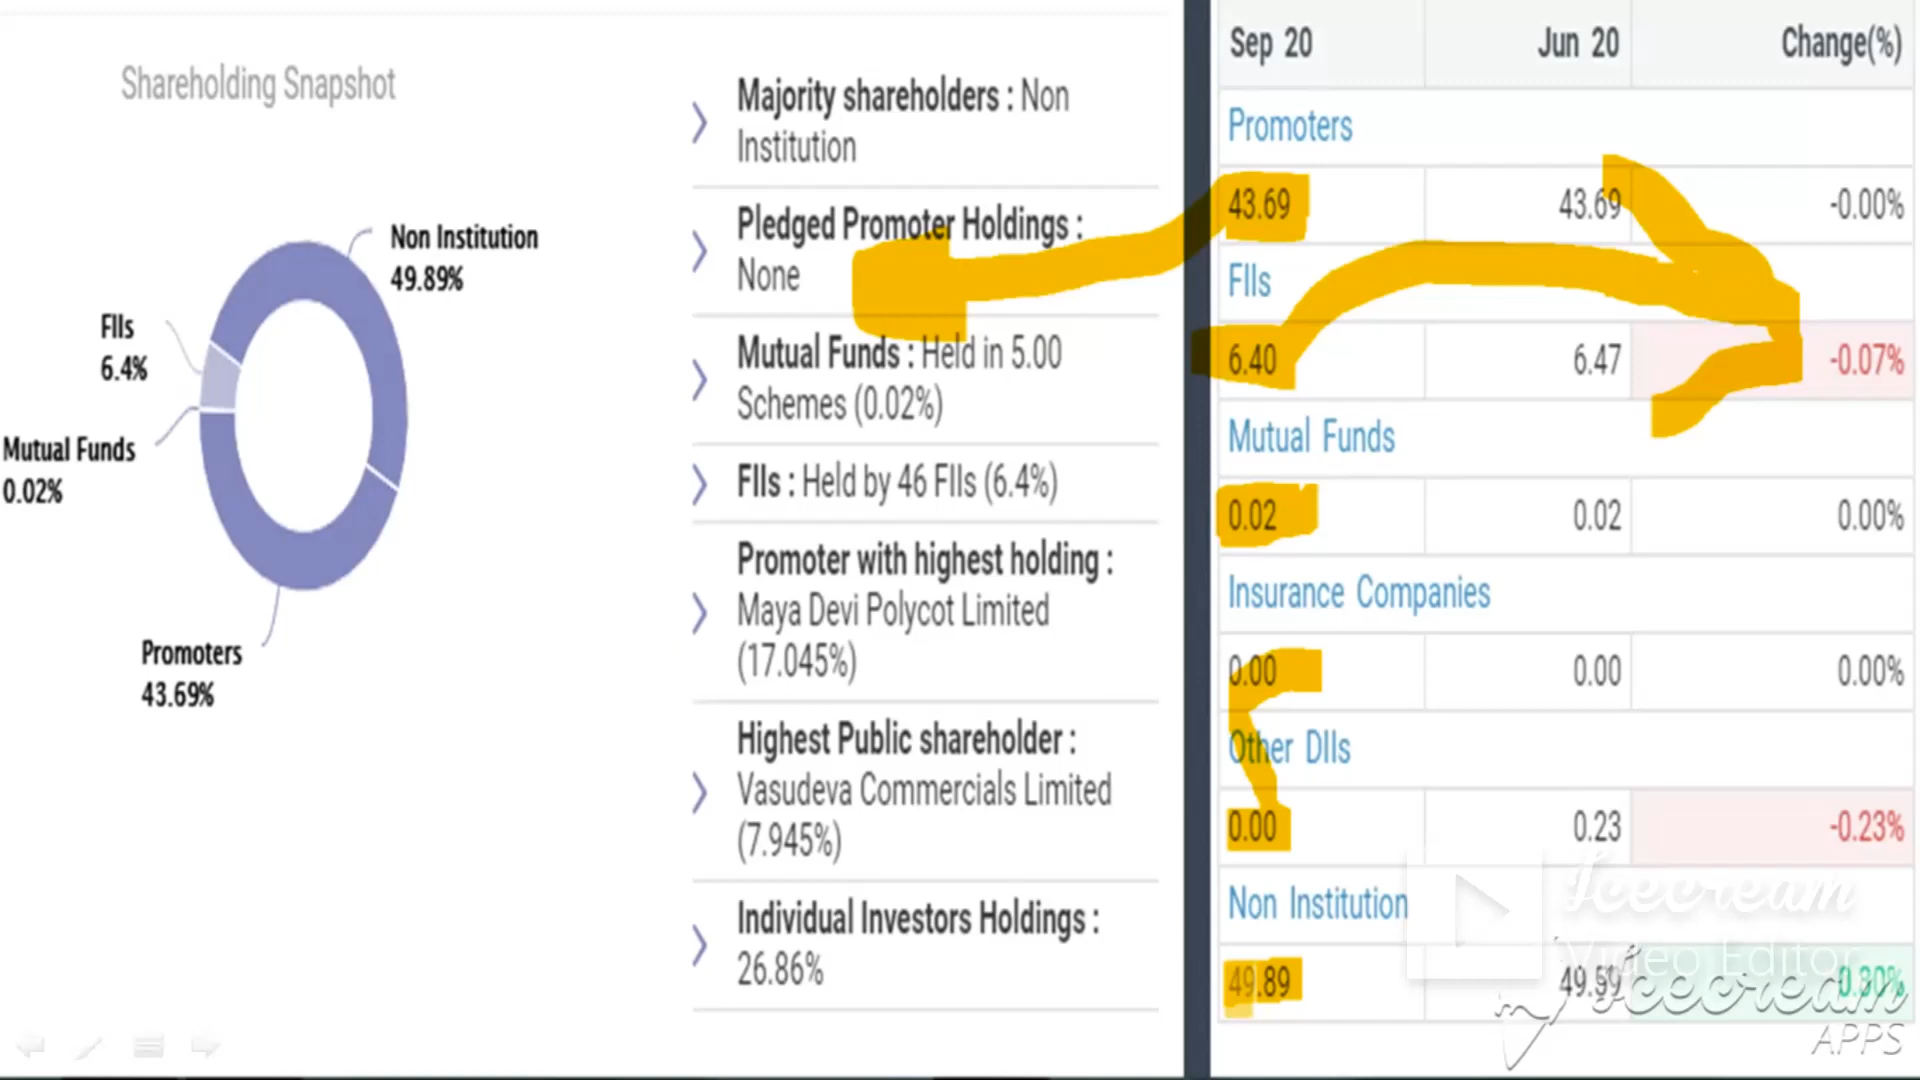 Shareholding Snapshot
Non Institution
49.89%
FIIs
6.4%
Mutual Funds
0.02%
Promoters
43.69%
Majority shareholders : Non
Institution
Pledged Promoter Holdings :
None
Mutual Funds : Held in 5.00
Schemes (0.02%)
FIIs : Held by 46 FIIs (6.4%)
Promoter with highest holding :
Maya Devi Polycot Limited
(17.045%)
Highest Public shareholder :
Vasudeva Commercials Limited
(7.945%)
Individual Investors Holdings :
26.86%
Sep 20 Jun 20 Change(%)
Promoters
43.69 43.69 -0.00%
FIIs
6.40 6.47 -0.07%
Mutual Funds
0.02 0.02 0.00%
Insurance Companies
0.00 0.00 0.00%
Other DIIs
0.00 0.23 -0.23%
Non Institution
49.89 49.59 0.30%
Icecream
Video Editor
Icecream
APPS